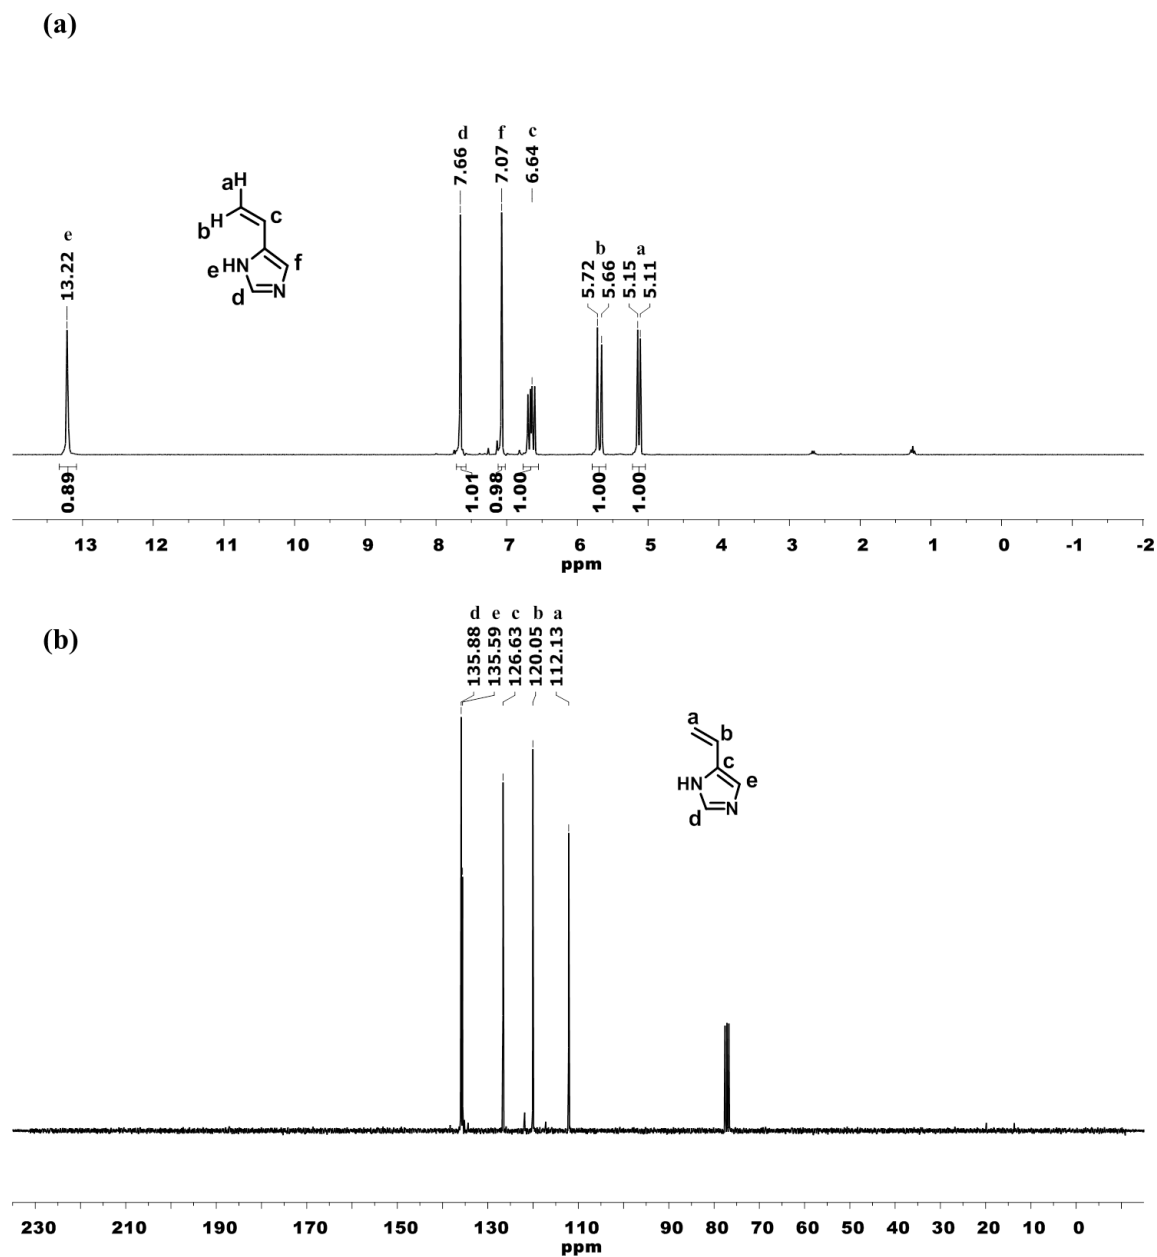 (a)
d f c
7.66 7.07 6.64
aH
H
b c
e
HN f
d N
e
13.22
b a
5.72 5.66 5.15 5.11
0.89 1.01 0.98 1.00 1.00 1.00
13 12 11 10 9 8 7 6 5 4 3 2 1 0 -1 -2
ppm
(b)
d e c b a
135.88 135.59 126.63 120.05 112.13
a
b
c
HN e
d N
230 210 190 170 150 130 110 90 80 70 60 50 40 30 20 10 0
ppm